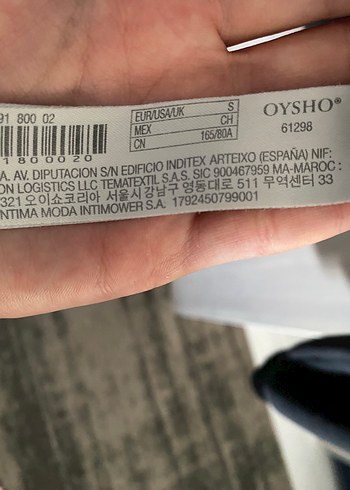 91 800 02
EUR/USA/UK S
MEX CH
CN 165/80A
OYSHO®
61298
1800020
A. AV. DIPUTACION S/N EDIFICIO INDITEX ARTEIXO (ESPAÑA) NIF:
ON LOGISTICS LLC TEMATEXTIL S.A.S. SIC 900467959 MA-MAROC :
321 오이소코리아 서울시강남구 영동대로 511 무역센터 33
NTIMA MODA INTIMOWER S.A. 1792450799001